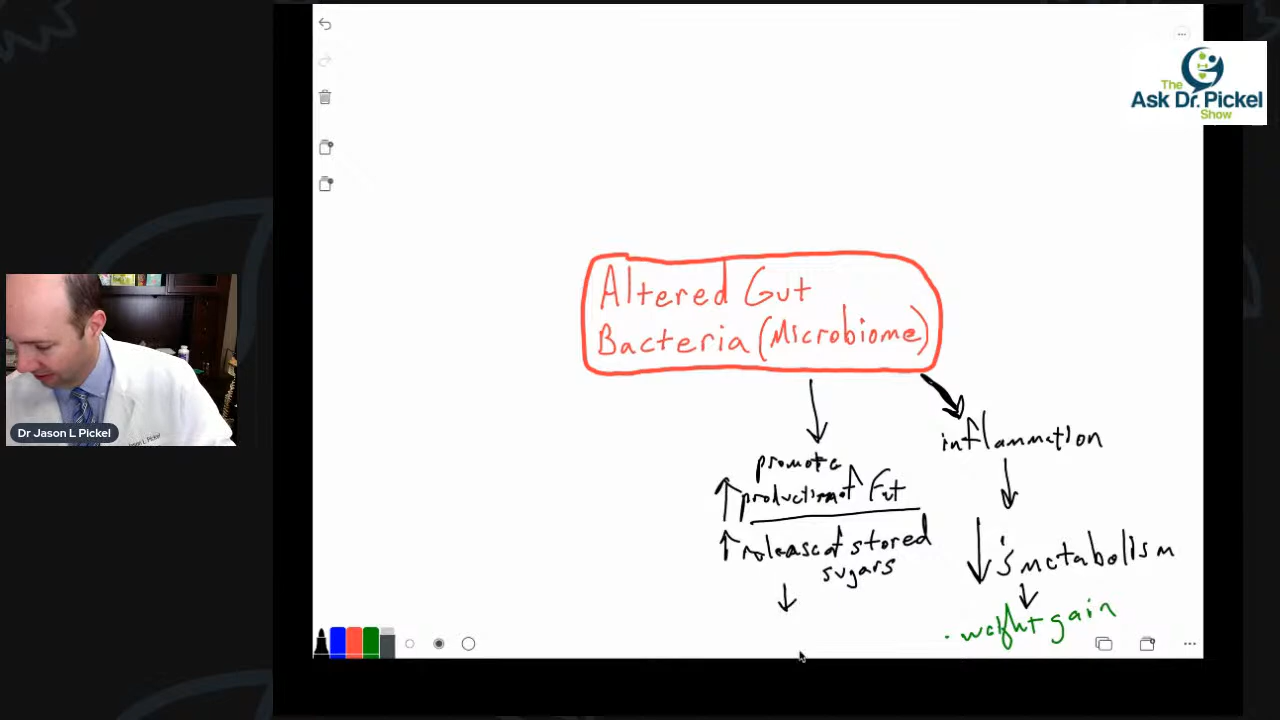 The
Ask Dr. Pickel
Show
Altered Gut
Bacteria (Microbiome)
promote
production of Fat
release of stored
sugars
inflammation
↓'s metabolism
weight gain
Dr Jason L Pickel